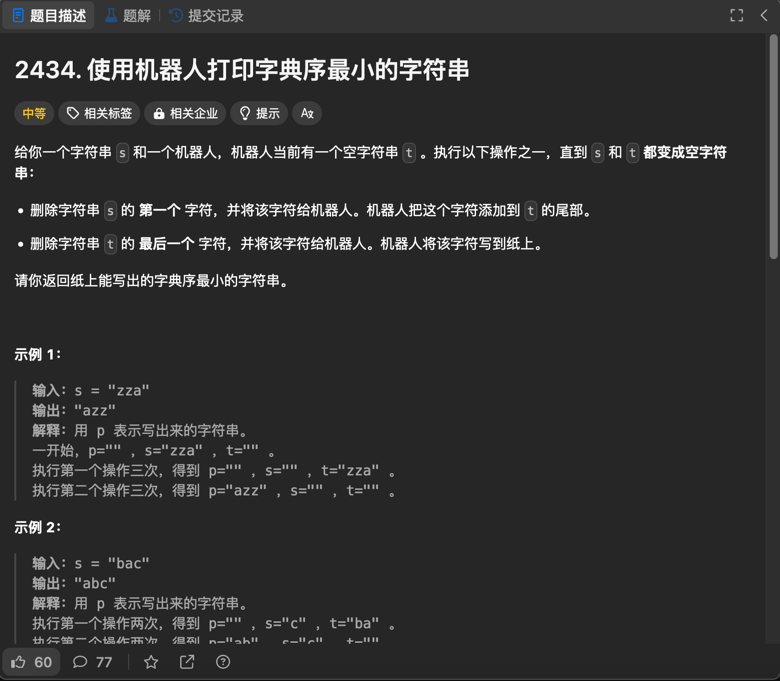 题目描述 题解 提交记录
2434. 使用机器人打印字典序最小的字符串
中等 相关标签 相关企业 提示 Ax
给你一个字符串 s 和一个机器人，机器人当前有一个空字符串 t 。执行以下操作之一，直到 s 和 t 都变成空字符
串：
• 删除字符串 s 的 第一个 字符，并将该字符给机器人。机器人把这个字符添加到 t 的尾部。
• 删除字符串 t 的 最后一个 字符，并将该字符给机器人。机器人将该字符写到纸上。
请你返回纸上能写出的字典序最小的字符串。
示例 1：
输入：s = "zza"
输出："azz"
解释：用 p 表示写出来的字符串。
一开始，p="" ，s="zza" ，t="" 。
执行第一个操作三次，得到 p="" ，s="" ，t="zza" 。
执行第二个操作三次，得到 p="azz" ，s="" ，t="" 。
示例 2：
输入：s = "bac"
输出："abc"
解释：用 p 表示写出来的字符串。
执行第一个操作两次，得到 p="" ，s="c" ，t="ba" 。
执行第二个操作两次，得到 p="ab" ，s="c" ，t=""
60 77